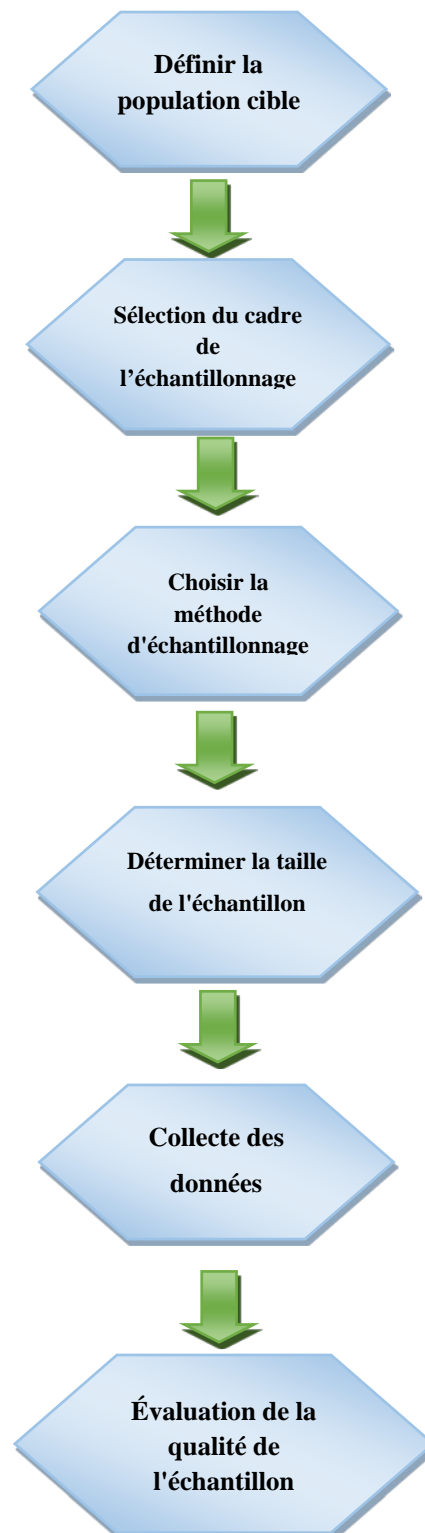 Définir la
population cible
Sélection du cadre
de
l’échantillonnage
Choisir la
méthode
d'échantillonnage
Déterminer la taille
de l'échantillon
Collecte des
données
Évaluation de la
qualité de
l'échantillon